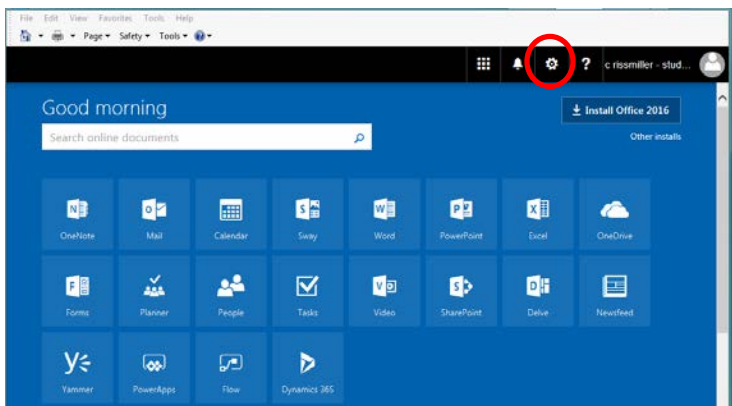 File Edit View Favorites Tools Help
Page Safety Tools
? c rissmiller - stud...
Good morning
Install Office 2016
Search online documents
Other installs
OneNote Mail Calendar Sway Word PowerPoint Excel OneDrive
Forms Planner People Tasks Video SharePoint Delve Newsfeed
Yammer PowerApps Flow Dynamics 365